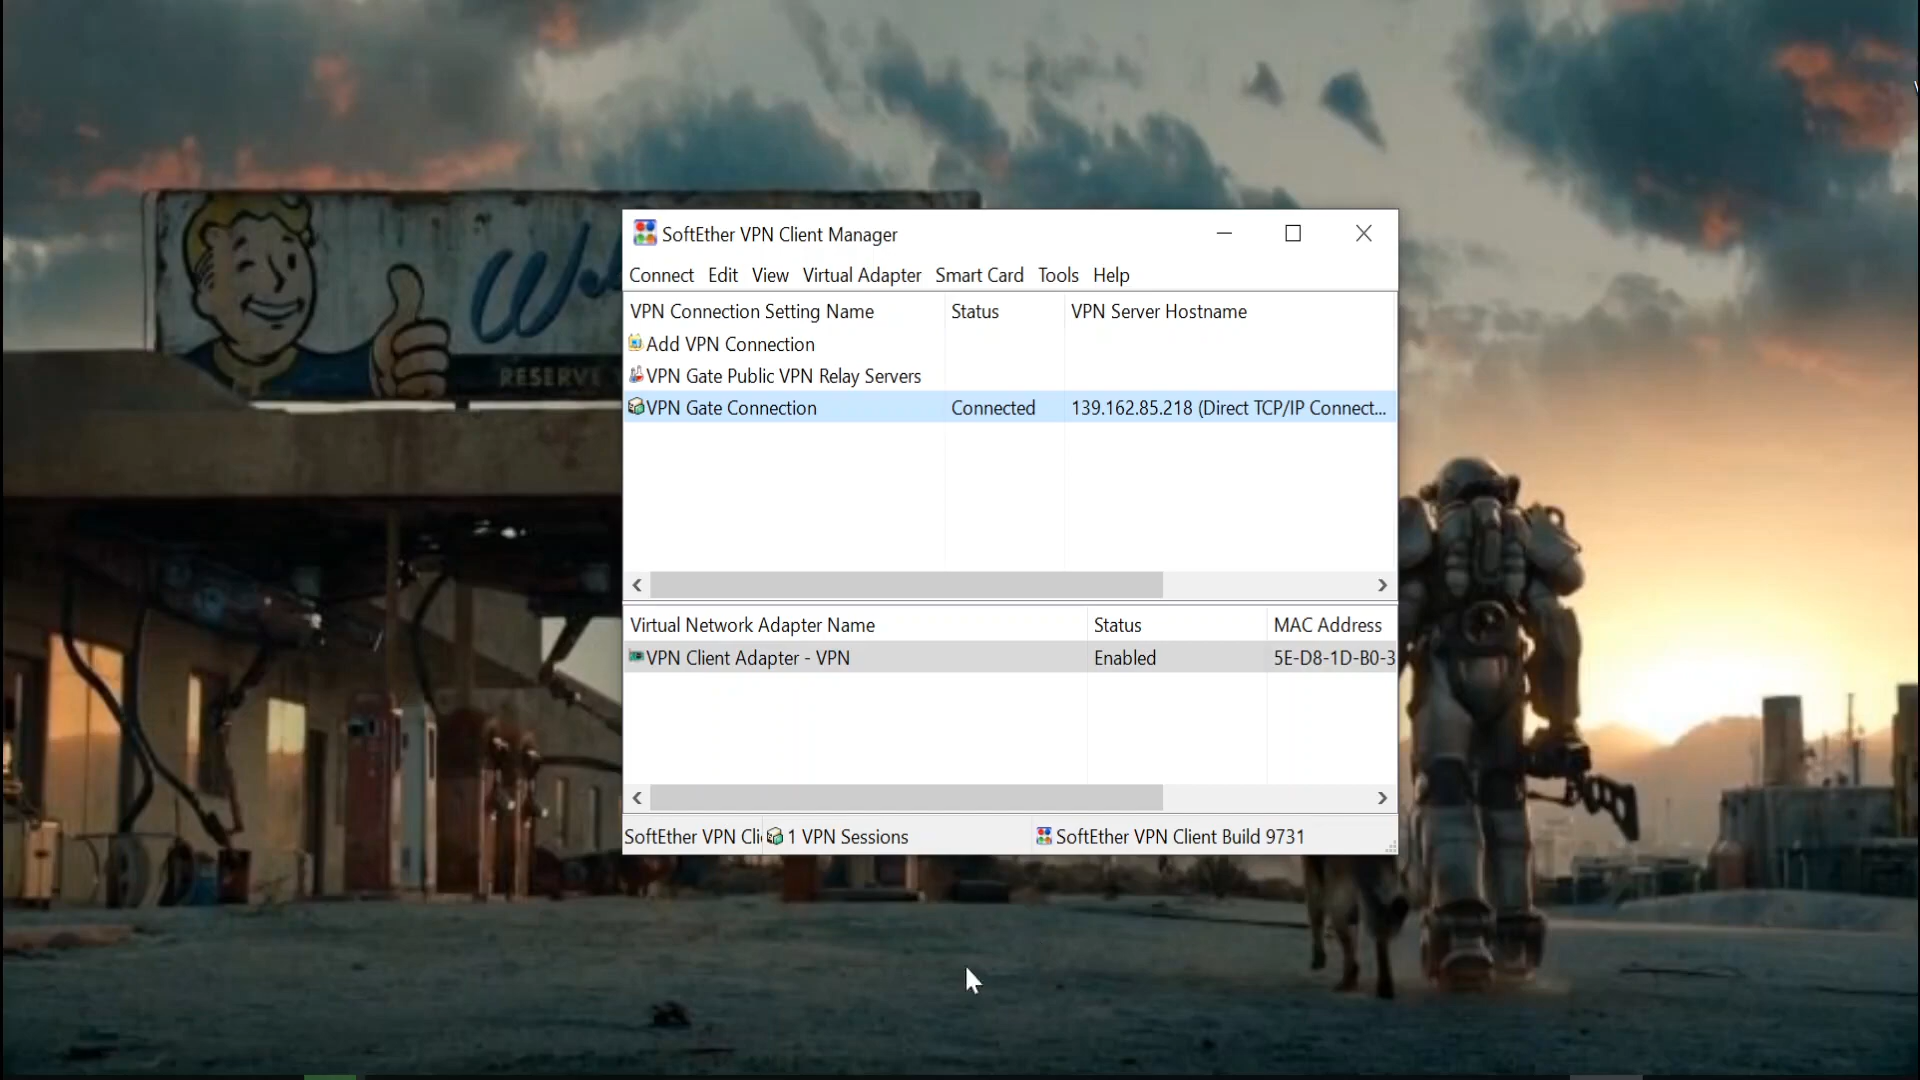 SoftEther VPN Client Manager
Connect Edit View Virtual Adapter Smart Card Tools Help
VPN Connection Setting Name Status VPN Server Hostname
Add VPN Connection
VPN Gate Public VPN Relay Servers
VPN Gate Connection Connected 139.162.85.218 (Direct TCP/IP Connect...
Virtual Network Adapter Name Status MAC Address
VPN Client Adapter - VPN Enabled 5E-D8-1D-B0-3
SoftEther VPN Cli 1 VPN Sessions SoftEther VPN Client Build 9731
RESERVE